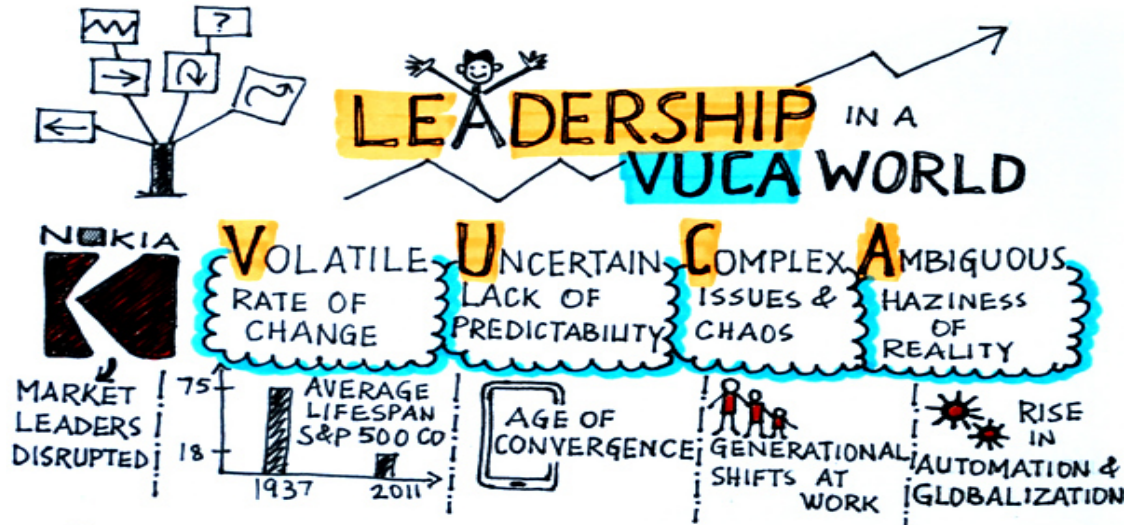 ?
LEADERSHIP IN A
VUCA WORLD
NOKIA
VOLATILE
RATE OF
CHANGE
UNCERTAIN
LACK OF
PREDICTABILITY
COMPLEX
ISSUES &
CHAOS
AMBIGUOUS
HAZINESS
OF
REALITY
MARKET
LEADERS
DISRUPTED
75
18
1937
2011
AVERAGE
LIFESPAN
S&P 500 CO
AGE OF
CONVERGENCE
GENERATIONAL
SHIFTS AT
WORK
RISE
IN
AUTOMATION &
GLOBALIZATION